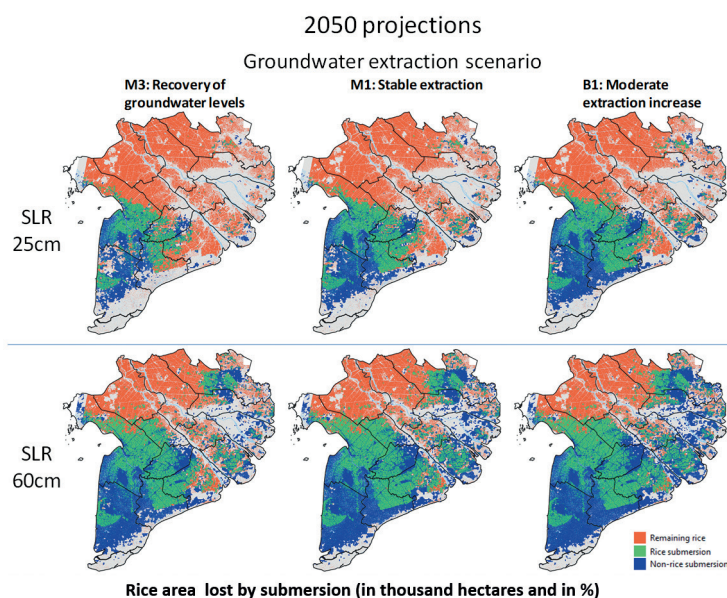 2050 projections
Groundwater extraction scenario
M3: Recovery of
groundwater levels
M1: Stable extraction
B1: Moderate
extraction increase
SLR
25cm
SLR
60cm
Remaining rice
Rice submersion
Non-rice submersion
Rice area lost by submersion (in thousand hectares and in %)